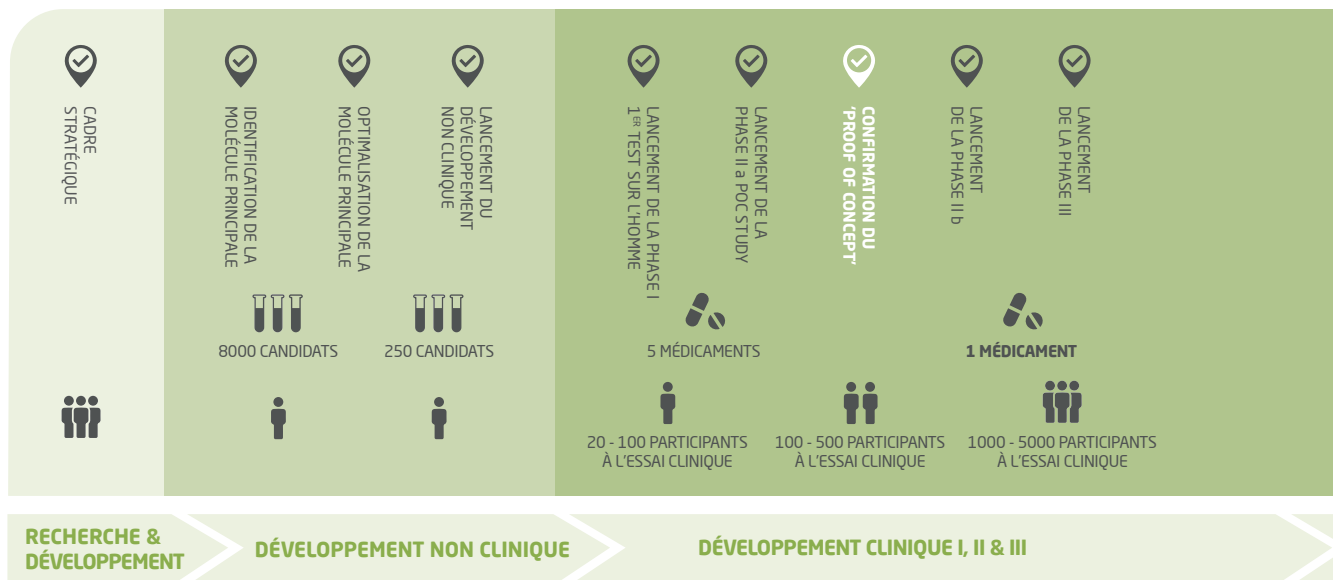 CADRE
STRATÉGIQUE
IDENTIFICATION DE LA
MOLÉCULE PRINCIPALE
OPTIMALISATION DE LA
MOLÉCULE PRINCIPALE
LANCEMENT DU
DÉVELOPPEMENT
NON CLINIQUE
LANCEMENT DE LA PHASE I
1ER TEST SUR L'HOMME
LANCEMENT DE LA
PHASE II a POC STUDY
CONFIRMATION DU
'PROOF OF CONCEPT'
LANCEMENT
DE LA PHASE II b
LANCEMENT
DE LA PHASE III
8000 CANDIDATS
250 CANDIDATS
5 MÉDICAMENTS
1 MÉDICAMENT
20 - 100 PARTICIPANTS
À L'ESSAI CLINIQUE
100 - 500 PARTICIPANTS
À L'ESSAI CLINIQUE
1000 - 5000 PARTICIPANTS
À L'ESSAI CLINIQUE
RECHERCHE &
DÉVELOPPEMENT
DÉVELOPPEMENT NON CLINIQUE
DÉVELOPPEMENT CLINIQUE I, II & III